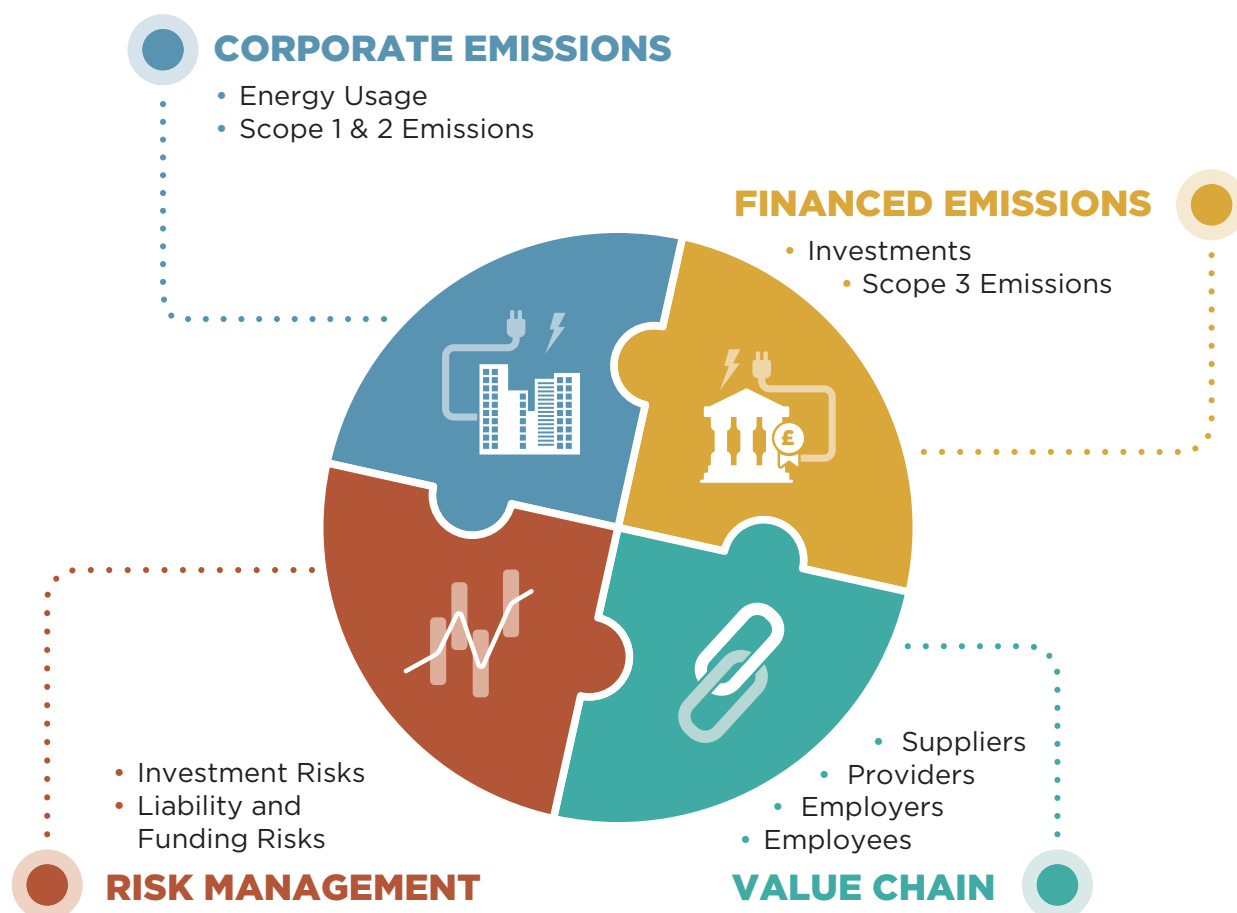 CORPORATE EMISSIONS
• Energy Usage
• Scope 1 & 2 Emissions
FINANCED EMISSIONS
• Investments
• Scope 3 Emissions
£
• Investment Risks
• Liability and
Funding Risks
RISK MANAGEMENT
• Suppliers
• Providers
• Employers
• Employees
VALUE CHAIN